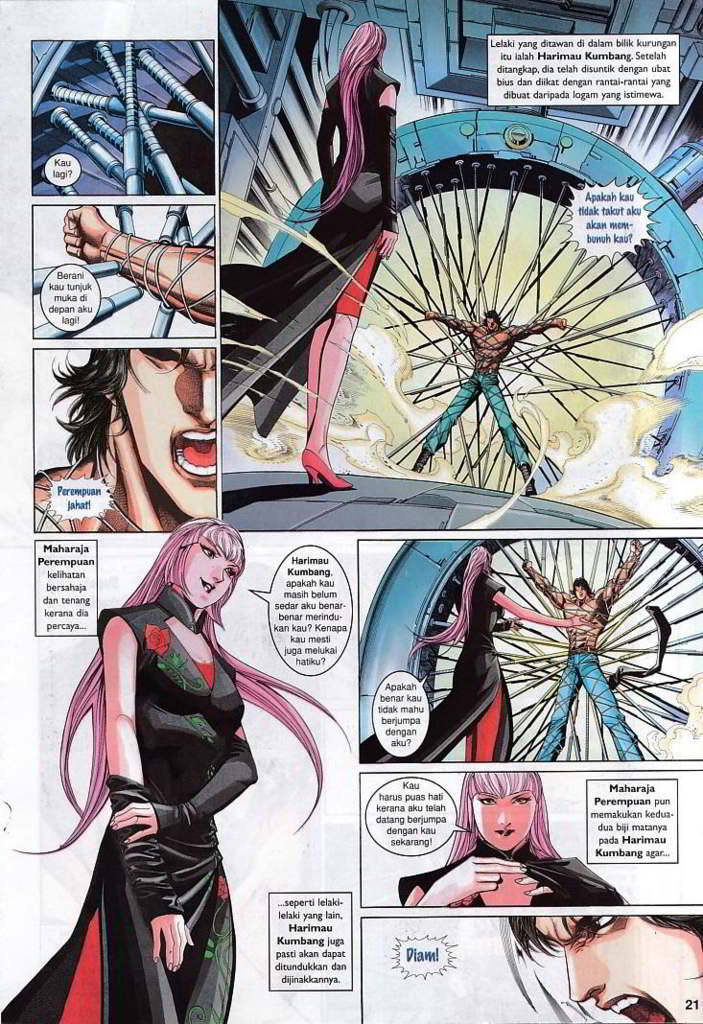 Lelaki yang ditawan di dalam bilik kurungan
itu ialah Harimau Kumbang. Setelah
ditangkap, dia telah disuntik dengan ubat
bius dan diikat dengan rantai-rantai yang
dibuat daripada logam yang istimewa.
Kau
lagi?
Apakah kau
tidak takut aku
akan mem-
bunuh kau?
Berani
kau tunjuk
muka di
depan aku
lagi!
Perempuan
jahat!
Maharaja
Perempuan
kelihatan
bersahaja
dan tenang
kerana dia
percaya...
Harimau
Kumbang,
apakah kau
masih belum
sedar aku benar-
benar merindu-
kan kau? Kenapa
kau mesti
melukai
hatiku?
Apakah
benar kau
tidak mahu
berjumpa
dengan
aku?
Kau
harus puas hati
kerana aku telah
datang berjumpa
dengan kau
sekarang!
Maharaja
Perempuan pun
memakukan kedua-
dua biji matanya
pada Harimau
Kumbang agar...
...seperti lelaki-
lelaki yang lain,
Harimau
Kumbang juga
pasti akan dapat
ditundukkan dan
dijinakkannya.
Diam!
21